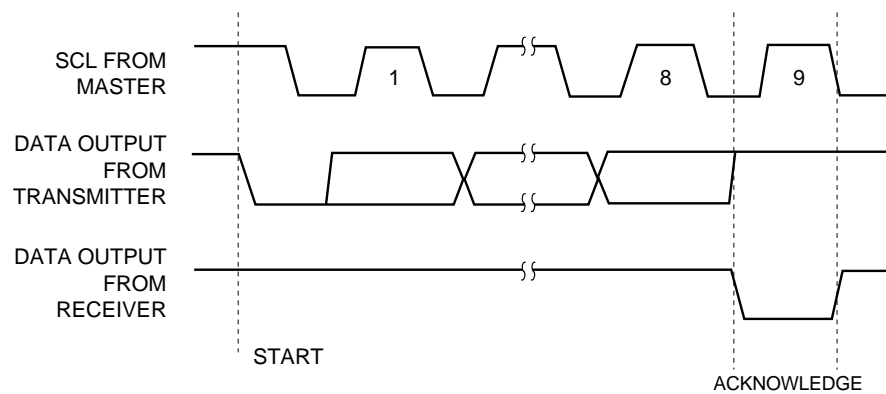 SCL FROM
MASTER
1
8
9
DATA OUTPUT
FROM
TRANSMITTER
DATA OUTPUT
FROM
RECEIVER
START
ACKNOWLEDGE